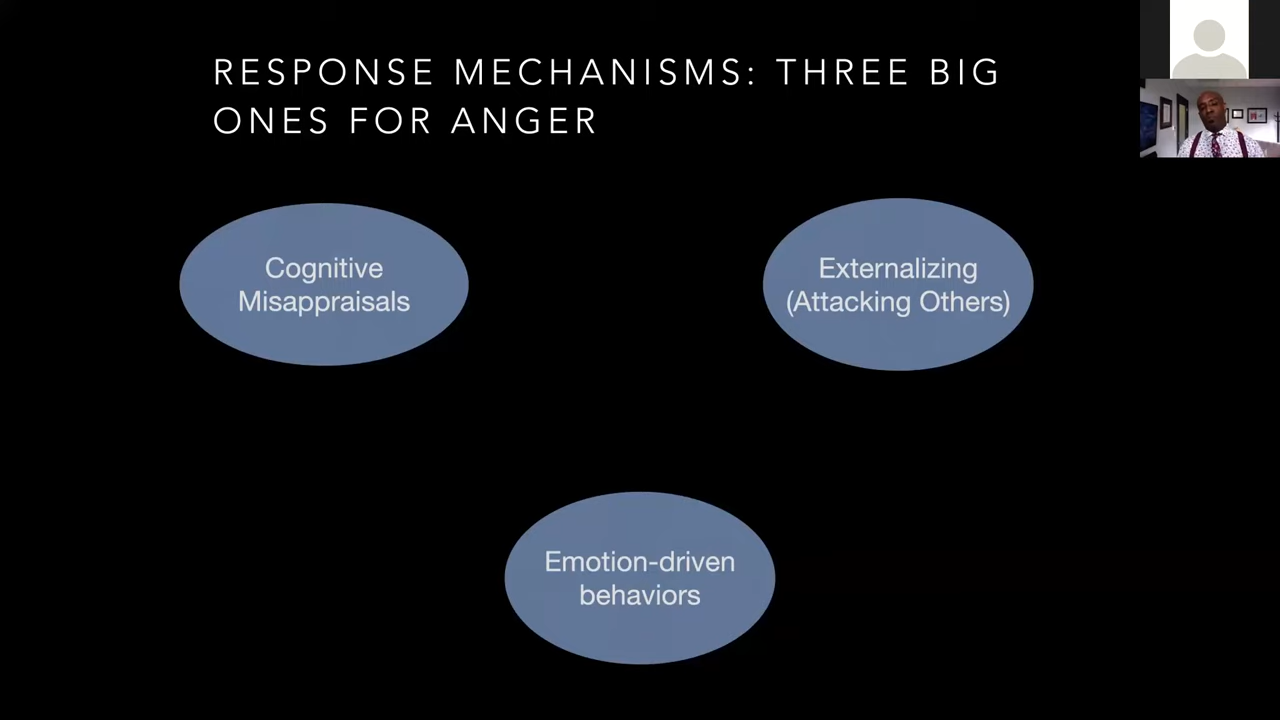 RESPONSE MECHANISMS: THREE BIG
ONES FOR ANGER
Cognitive
Misappraisals
Externalizing
(Attacking Others)
Emotion-driven
behaviors